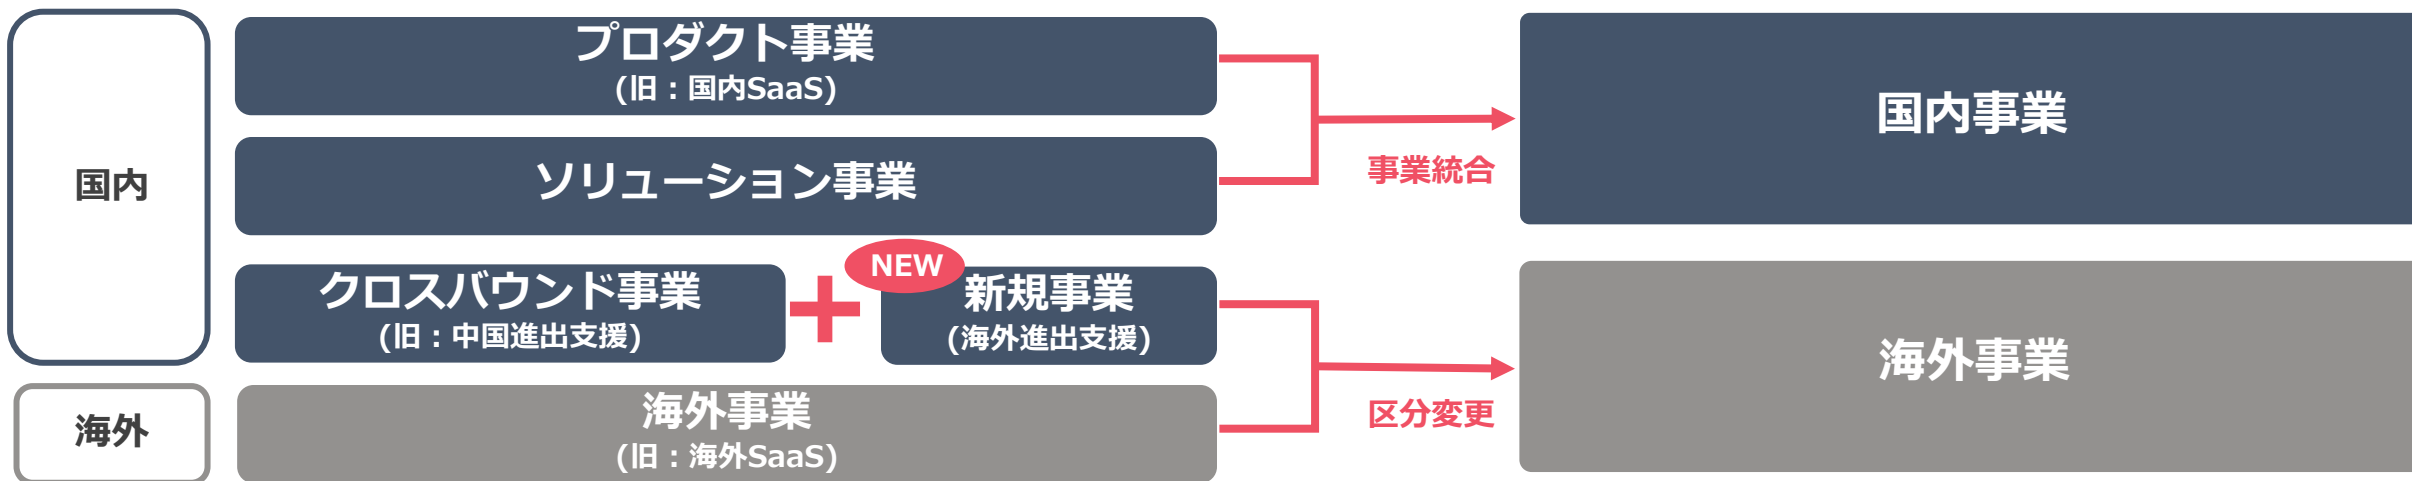 国内
プロダクト事業
(旧：国内SaaS)
ソリューション事業
クロスバウンド事業
(旧：中国進出支援)
NEW
新規事業
(海外進出支援)
海外
海外事業
(旧：海外SaaS)
事業統合
区分変更
国内事業
海外事業